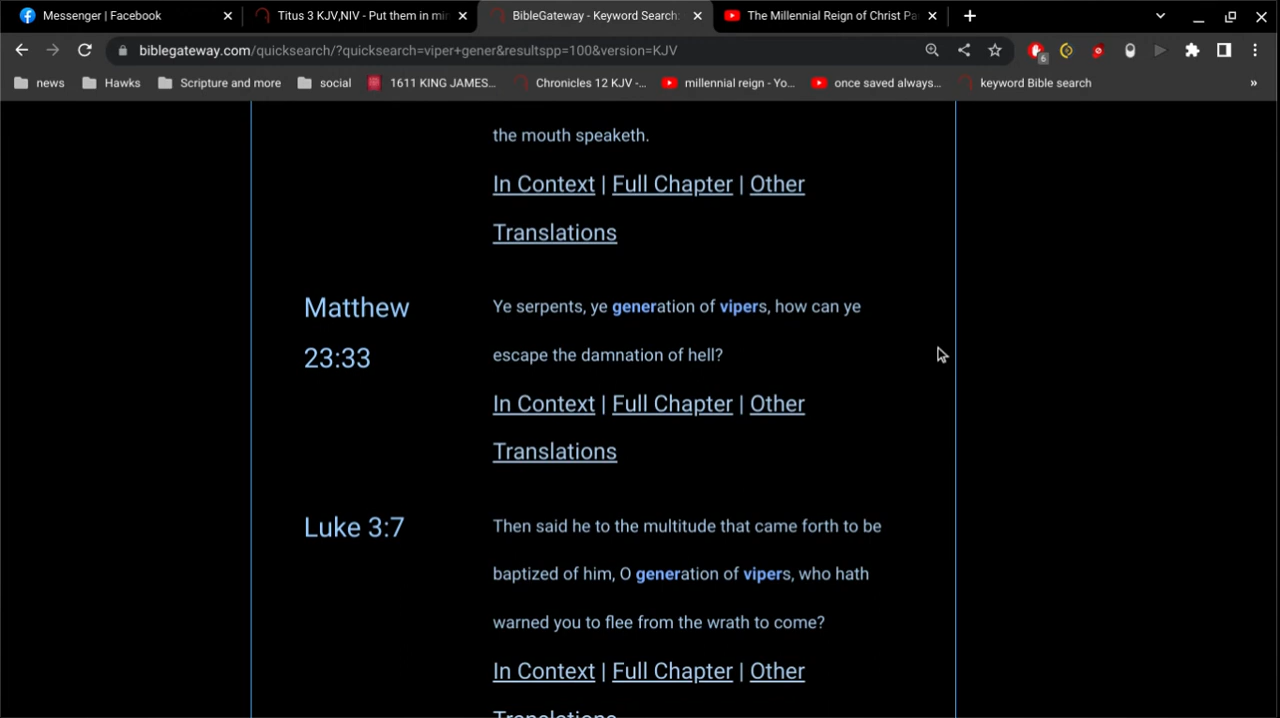 Messenger | Facebook
Titus 3 KJV,NIV - Put them in mi
BibleGateway - Keyword Search:
The Millennial Reign of Christ Pa
biblegateway.com/quicksearch/?quicksearch=viper+gener&resultspp=100&version=KJV
6
news
Hawks
Scripture and more
social
1611 KING JAMES...
Chronicles 12 KJV -...
millennial reign - Yo...
once saved always...
keyword Bible search
»
the mouth speaketh.
In Context | Full Chapter | Other
Translations
Matthew
23:33
Ye serpents, ye generation of vipers, how can ye
escape the damnation of hell?
In Context | Full Chapter | Other
Translations
Luke 3:7
Then said he to the multitude that came forth to be
baptized of him, O generation of vipers, who hath
warned you to flee from the wrath to come?
In Context | Full Chapter | Other
Translations